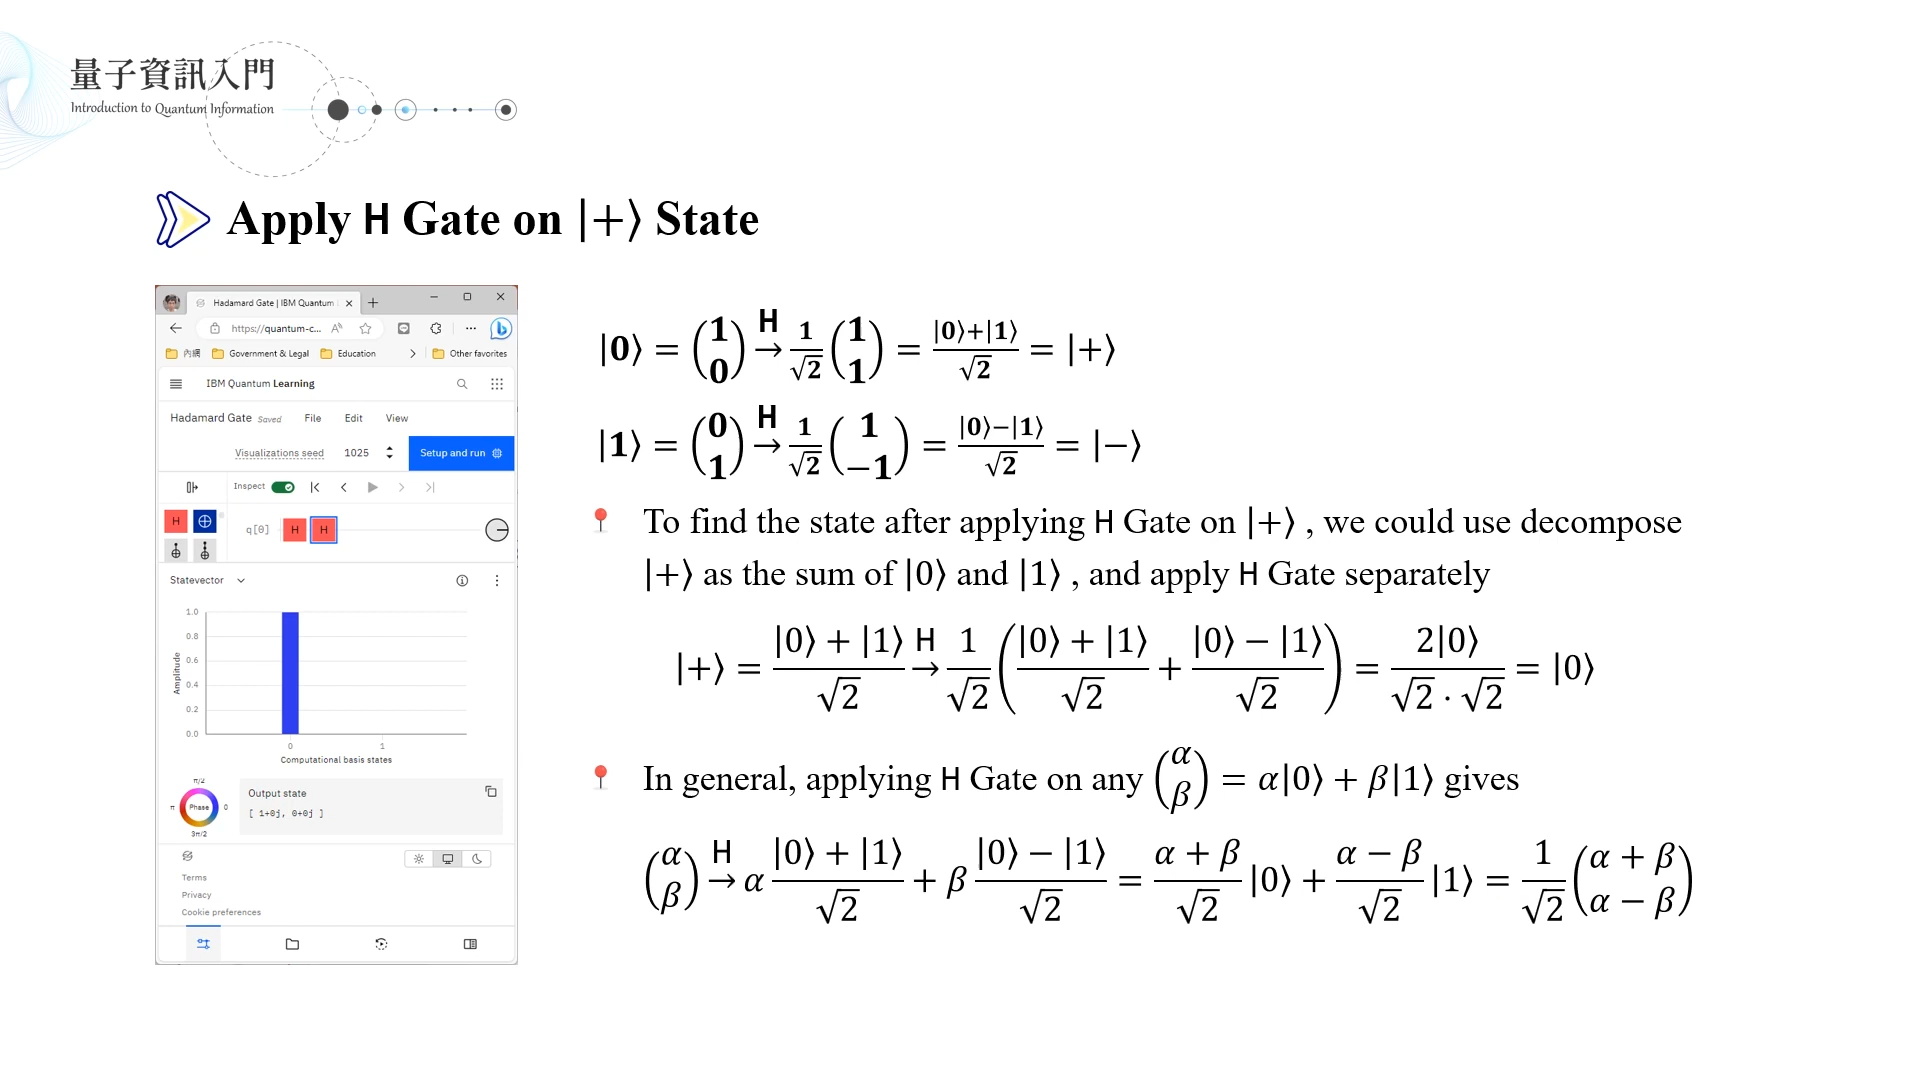 量子資訊入門
Introduction to Quantum Information
Apply H Gate on |+⟩ State
Hadamard Gate | IBM Quantum
https://quantum-c...
內網 Government & Legal Education Other favorites
IBM Quantum Learning
Hadamard Gate Saved File Edit View
Visualizations seed 1025 Setup and run
Inspect
H
q[0] H H
Statevector
1.0
0.8
0.6
0.4
0.2
0.0
Amplitude
0 1
Computational basis states
π/2
π Phase 0
3π/2
Output state
[ 1+0j, 0+0j ]
Terms
Privacy
Cookie preferences
|0⟩ = (1 0) H→ 1/√2 (1 1) = |0⟩+|1⟩/√2 = |+⟩
|1⟩ = (0 1) H→ 1/√2 (1 −1) = |0⟩−|1⟩/√2 = |−⟩
To find the state after applying H Gate on |+⟩ , we could use decompose
|+⟩ as the sum of |0⟩ and |1⟩ , and apply H Gate separately
|+⟩ = |0⟩ + |1⟩/√2 H→ 1/√2 (|0⟩ + |1⟩/√2 + |0⟩ − |1⟩/√2) = 2|0⟩/√2 · √2 = |0⟩
In general, applying H Gate on any (α β) = α|0⟩ + β|1⟩ gives
(α β) H→ α |0⟩ + |1⟩/√2 + β |0⟩ − |1⟩/√2 = α + β/√2 |0⟩ + α − β/√2 |1⟩ = 1/√2 (α + β α − β)